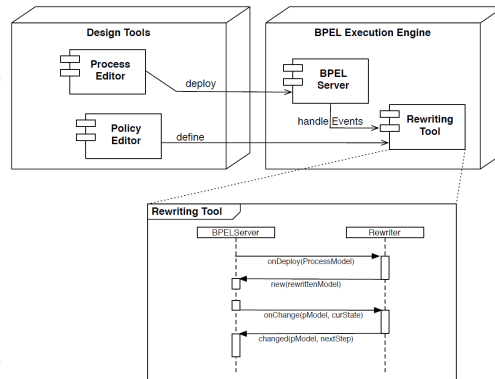 Design Tools
BPEL Execution Engine
Process
Editor
BPEL
Server
deploy
handle Events
Rewriting
Tool
Policy
Editor
define
Rewriting Tool
BPELServer
Rewriter
onDeploy(ProcessModel)
new(rewrittenModel)
onChange(pModel, curState)
changed(pModel, nextStep)